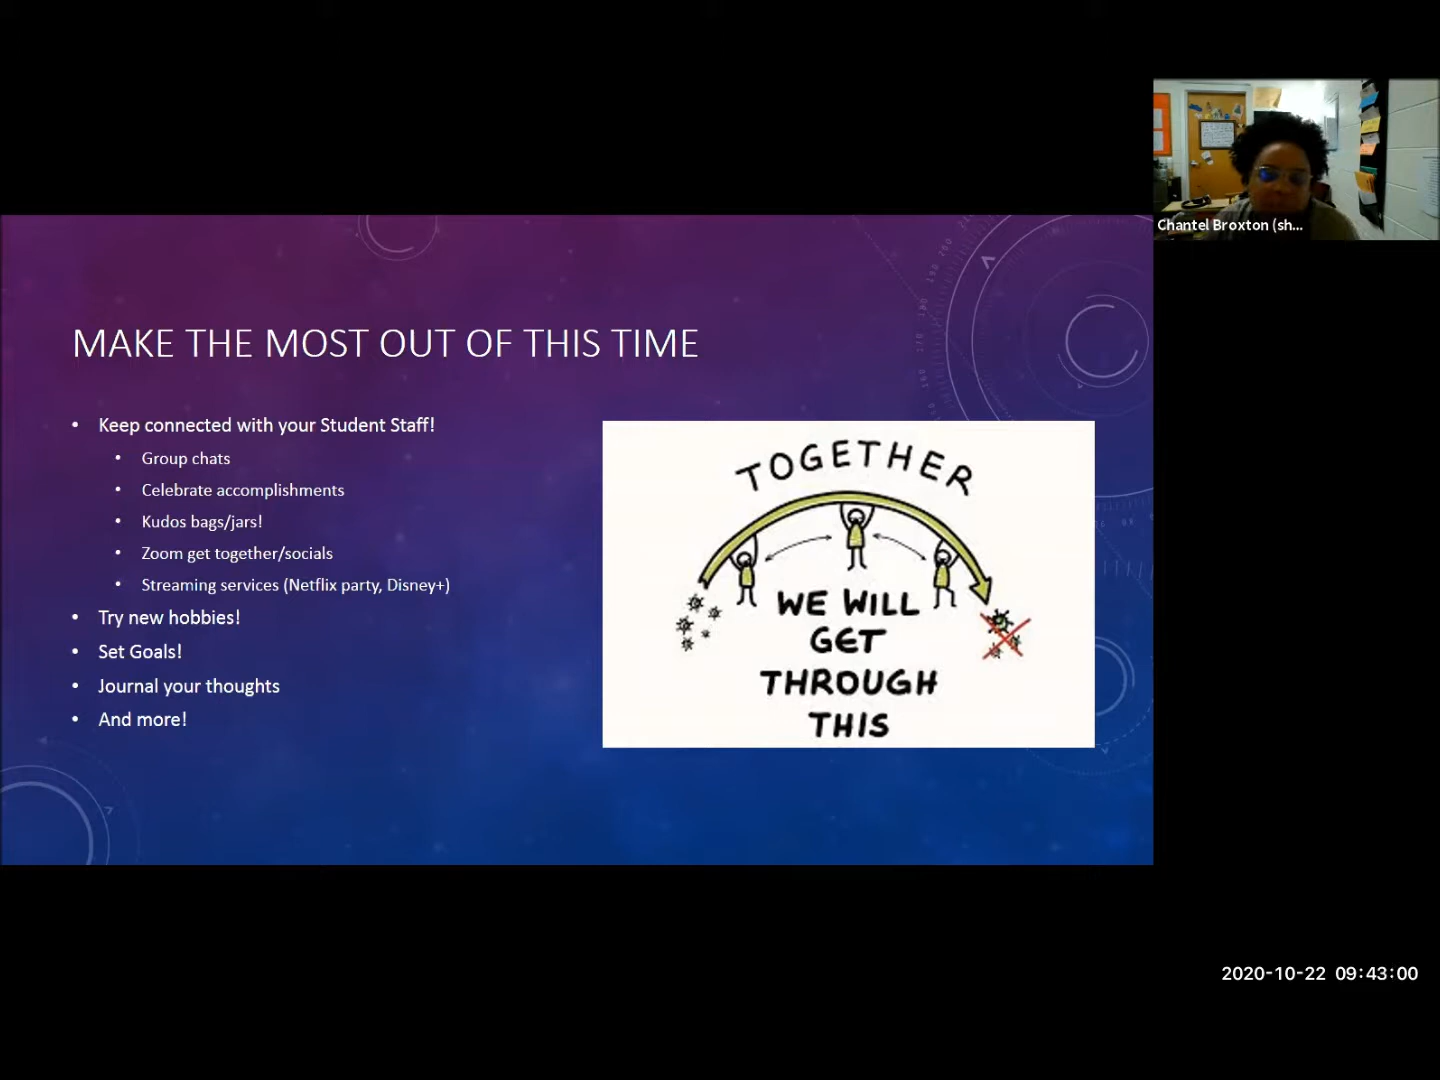 Chantel Broxton (sh...
MAKE THE MOST OUT OF THIS TIME
• Keep connected with your Student Staff!
• Group chats
• Celebrate accomplishments
• Kudos bags/jars!
• Zoom get together/socials
• Streaming services (Netflix party, Disney+)
• Try new hobbies!
• Set Goals!
• Journal your thoughts
• And more!
TOGETHER
WE WILL
GET
THROUGH
THIS
2020-10-22 09:43:00